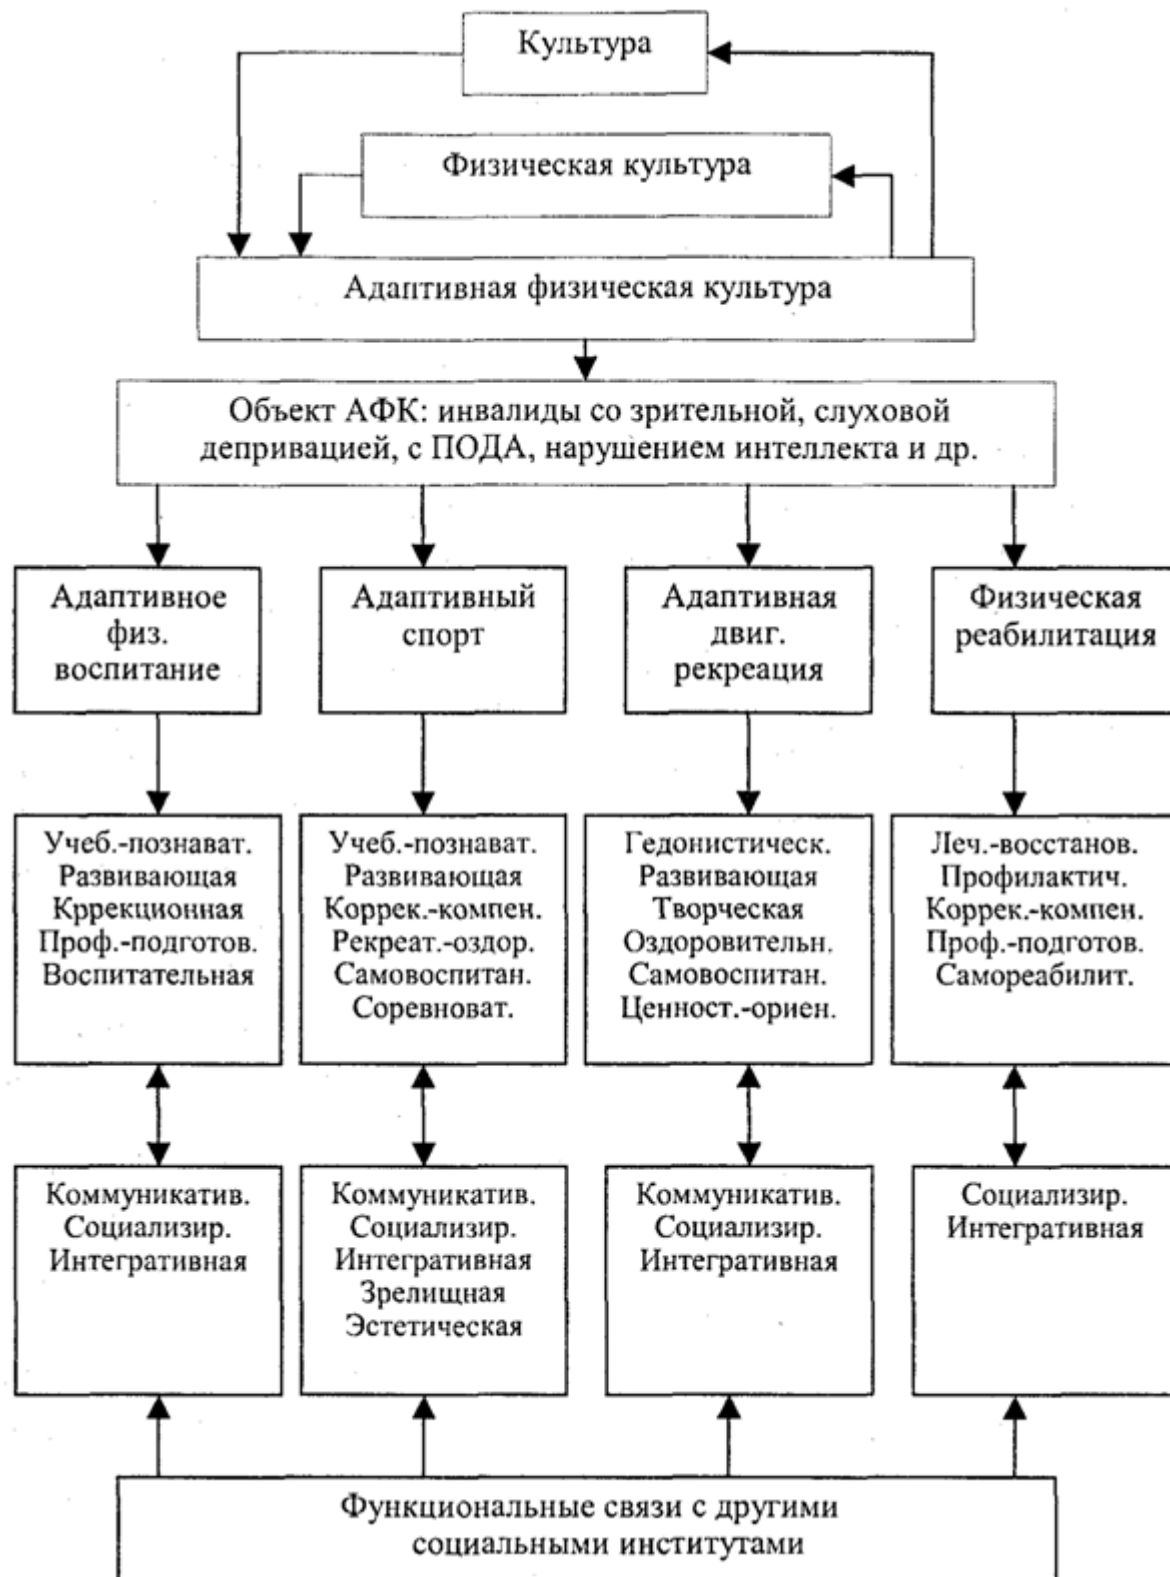 Культура
Физическая культура
Адаптивная физическая культура
Объект АФК: инвалиды со зрительной, слуховой
депривацией, с ПОДА, нарушением интеллекта и др.
Адаптивное
физ.
воспитание
Адаптивный
спорт
Адаптивная
двиг.
рекреация
Физическая
реабилитация
Учеб.-познават.
Развивающая
Кррекционная
Проф.-подготов.
Воспитательная
Учеб.-познават.
Развивающая
Коррек.-компен.
Рекреат.-оздор.
Самовоспитан.
Соревноват.
Гедонистическ.
Развивающая
Творческая
Оздоровительн.
Самовоспитан.
Ценност.-ориен.
Леч.-восстанов.
Профилактич.
Коррек.-компен.
Проф.-подготов.
Самореабилит.
Коммуникатив.
Социализир.
Интегративная
Коммуникатив.
Социализир.
Интегративная
Зрелищная
Эстетическая
Коммуникатив.
Социализир.
Интегративная
Социализир.
Интегративная
Функциональные связи с другими
социальными институтами